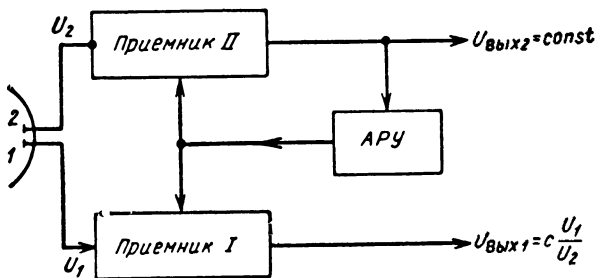 U₂
Приемник II
Uвых2=const
2
1
АРУ
U₁
Приемник I
Uвых1=c U₁/U₂